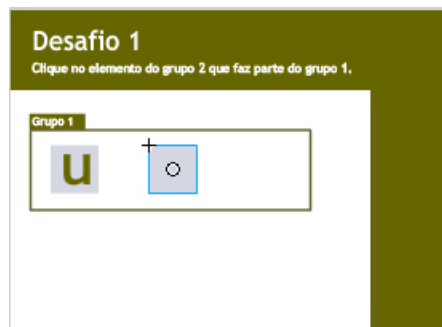 Desafio 1
Clique no elemento do grupo 2 que faz parte do grupo 1.
Grupo 1
u